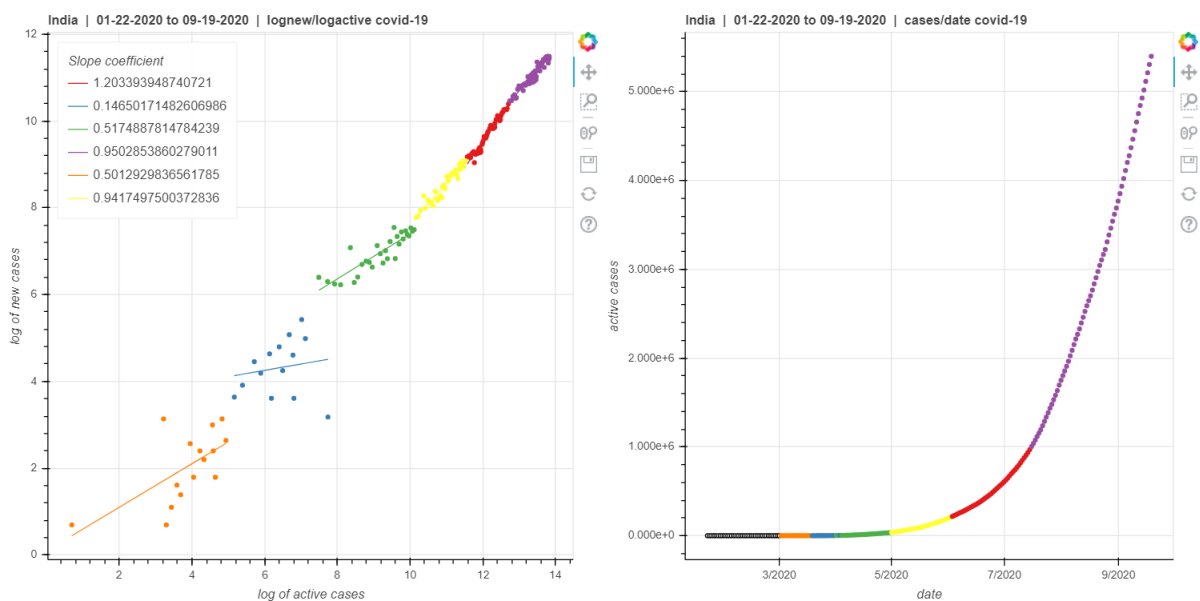 India | 01-22-2020 to 09-19-2020 | lognew/logactive covid-19
12
10
8
6
4
2
0
log of new cases
Slope coefficient
1.203393948740721
0.14650171482606986
0.5174887814784239
0.9502853860279011
0.5012929836561785
0.9417497500372836
2
4
6
8
10
12
14
log of active cases
India | 01-22-2020 to 09-19-2020 | cases/date covid-19
5.000e+6
4.000e+6
3.000e+6
2.000e+6
1.000e+6
0.000e+0
active cases
3/2020
5/2020
7/2020
9/2020
date